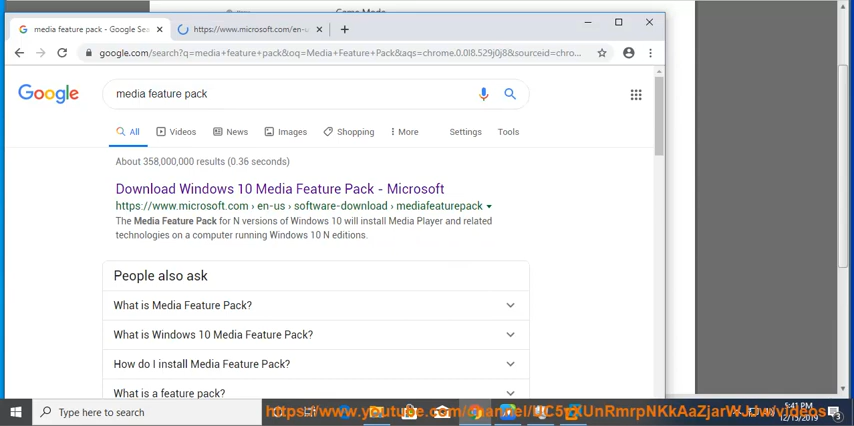 Game Mode
media feature pack - Google Sea
https://www.microsoft.com/en-u
google.com/search?q=media+feature+pack&oq=Media+Feature+Pack&aqs=chrome.0.0l8.529j0j8&sourceid=chro...
Google
media feature pack
All
Videos
News
Images
Shopping
More
Settings
Tools
About 358,000,000 results (0.36 seconds)
Download Windows 10 Media Feature Pack - Microsoft
https://www.microsoft.com › en-us › software-download › mediafeaturepack
The Media Feature Pack for N versions of Windows 10 will install Media Player and related
technologies on a computer running Windows 10 N editions.
People also ask
What is Media Feature Pack?
What is Windows 10 Media Feature Pack?
How do I install Media Feature Pack?
What is a feature pack?
Type here to search
5:41 PM
12/15/2019
3